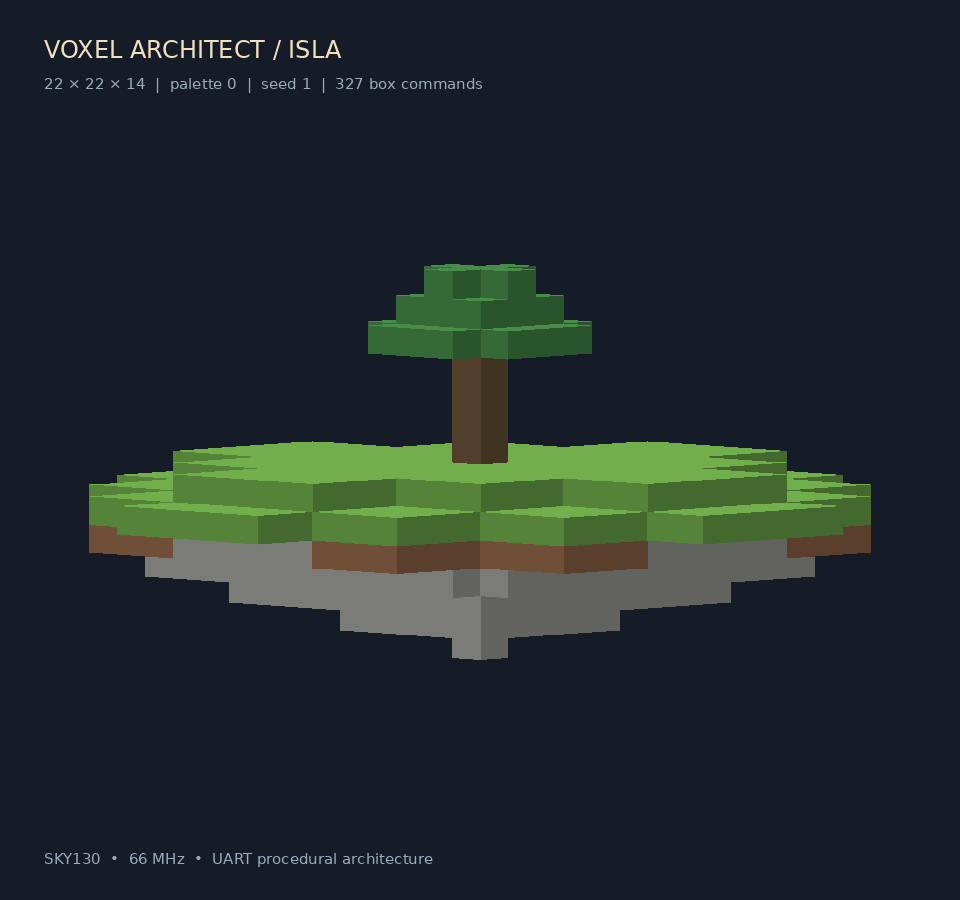 VOXEL ARCHITECT / ISLA
22 × 22 × 14 | palette 0 | seed 1 | 327 box commands
SKY130 • 66 MHz • UART procedural architecture